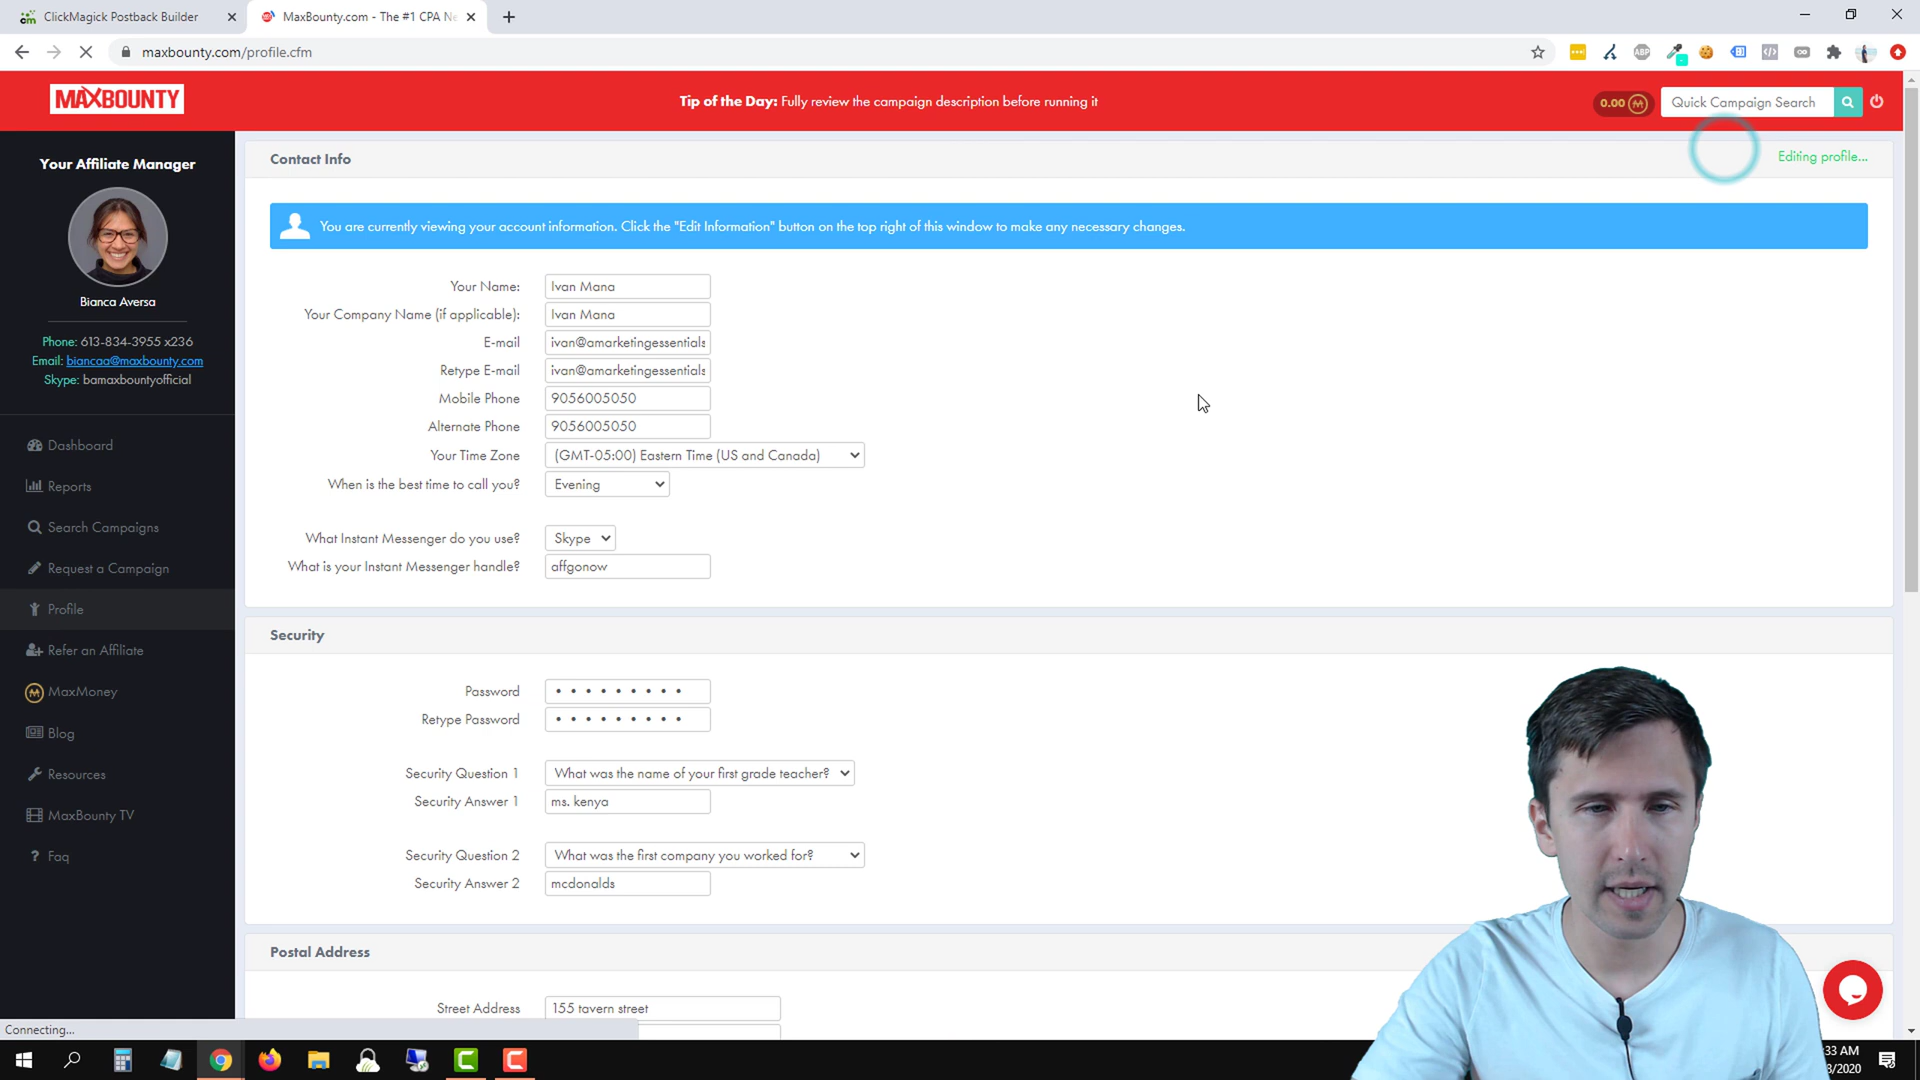 ClickMagick Postback Builder
MaxBounty.com - The #1 CPA Ne
maxbounty.com/profile.cfm
ABP
MAXBOUNTY
Tip of the Day: Fully review the campaign description before running it
0.00
Quick Campaign Search
Your Affiliate Manager
Bianca Aversa
Phone: 613-834-3955 x236
Email: biancaa@maxbounty.com
Skype: bamaxbountyofficial
Dashboard
Reports
Search Campaigns
Request a Campaign
Profile
Refer an Affiliate
MaxMoney
Blog
Resources
MaxBounty TV
Faq
Contact Info
Editing profile...
You are currently viewing your account information. Click the "Edit Information" button on the top right of this window to make any necessary changes.
Your Name: Ivan Mana
Your Company Name (if applicable): Ivan Mana
E-mail ivan@amarketingessentials
Retype E-mail ivan@amarketingessentials
Mobile Phone 9056005050
Alternate Phone 9056005050
Your Time Zone (GMT-05:00) Eastern Time (US and Canada)
When is the best time to call you? Evening
What Instant Messenger do you use? Skype
What is your Instant Messenger handle? affgonow
Security
Password
Retype Password
Security Question 1 What was the name of your first grade teacher?
Security Answer 1 ms. kenya
Security Question 2 What was the first company you worked for?
Security Answer 2 mcdonalds
Postal Address
Street Address 155 tavern street
Connecting...
:33 AM
8/2020